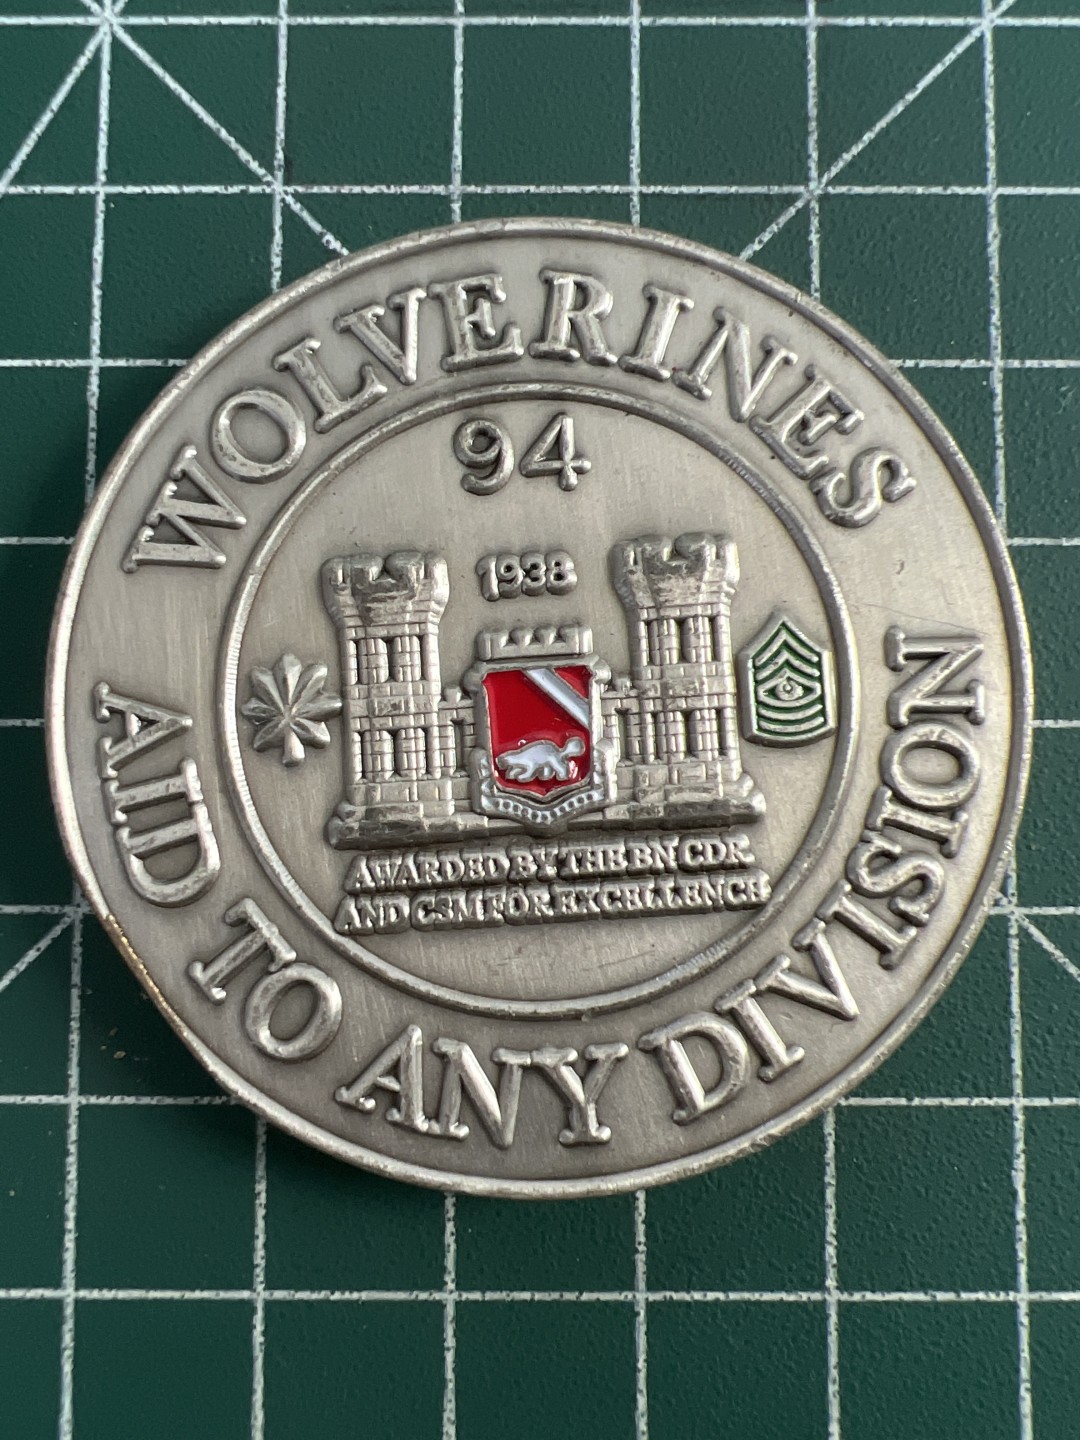 WOLVERINES
94
1938
AWARDED BY THE BN CDR.
AND CSM FOR EXCELLENCE
AID TO ANY DIVISION